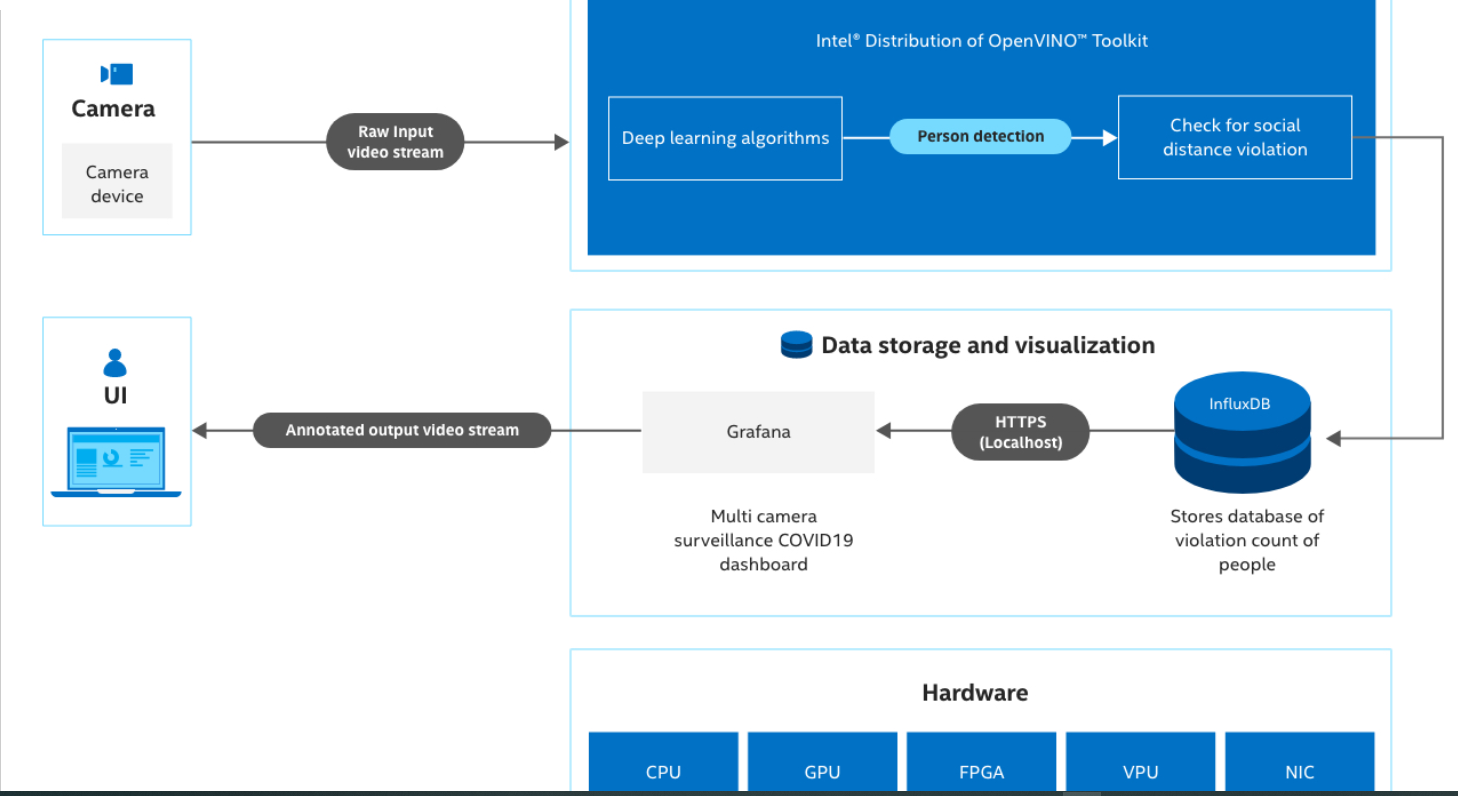 Intel® Distribution of OpenVINO™ Toolkit
Camera
Camera
device
Raw Input
video stream
Deep learning algorithms
Person detection
Check for social
distance violation
Data storage and visualization
UI
Annotated output video stream
Grafana
HTTPS
(Localhost)
InfluxDB
Multi camera
surveillance COVID19
dashboard
Stores database of
violation count of
people
Hardware
CPU
GPU
FPGA
VPU
NIC